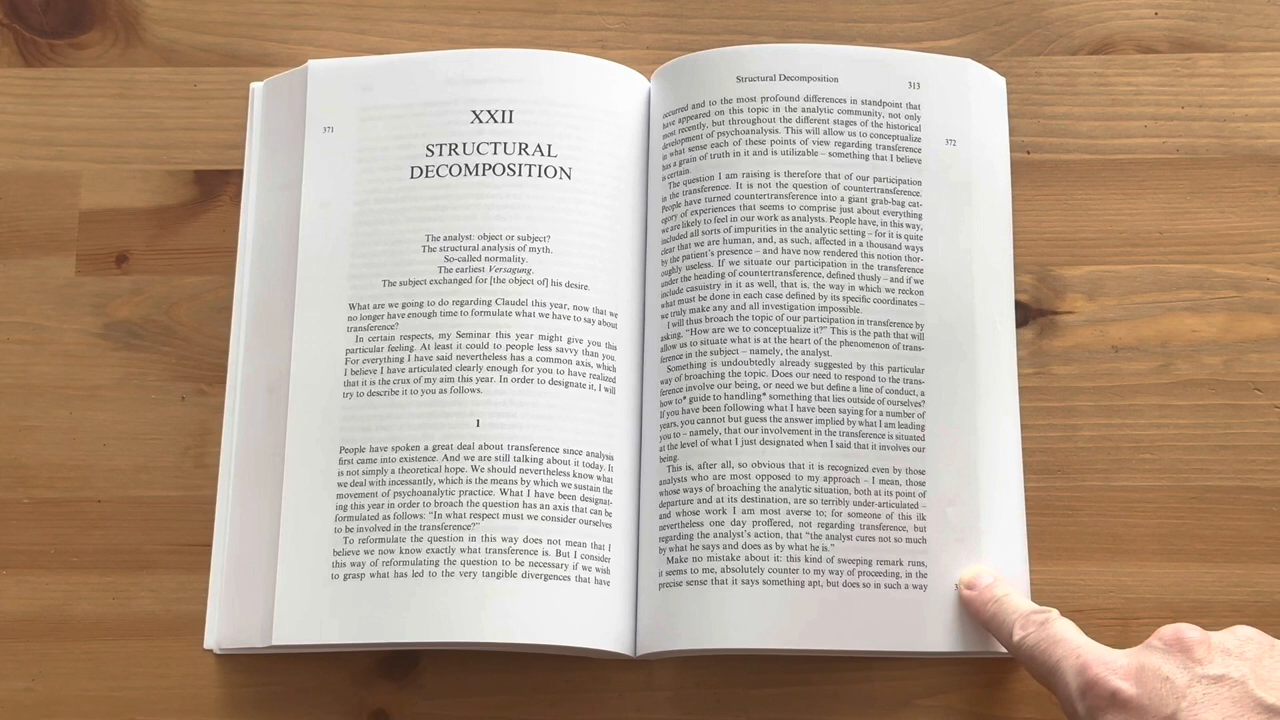 371
XXII
STRUCTURAL
DECOMPOSITION
The analyst: object or subject?
The structural analysis of myth.
So-called normality.
The earliest Versagung.
The subject exchanged for [the object of] his desire.
What are we going to do regarding Claudel this year, now that we
no longer have enough time to formulate what we have to say about
transference?
In certain respects, my Seminar this year might give you this
particular feeling. At least it could to people less savvy than you.
For everything I have said nevertheless has a common axis, which
I believe I have articulated clearly enough for you to have realized
that it is the crux of my aim this year. In order to designate it, I will
try to describe it to you as follows.
1
People have spoken a great deal about transference since analysis
first came into existence. And we are still talking about it today. It
is not simply a theoretical hope. We should nevertheless know what
we deal with incessantly, which is the means by which we sustain the
movement of psychoanalytic practice. What I have been designat-
ing this year in order to broach the question has an axis that can be
formulated as follows: “In what respect must we consider ourselves
to be involved in the transference?”
To reformulate the question in this way does not mean that I
believe we now know exactly what transference is. But I consider
this way of reformulating the question to be necessary if we wish
to grasp what has led to the very tangible divergences that have
Structural Decomposition
313
occurred and to the most profound differences in standpoint that
have appeared on this topic in the analytic community, not only
most recently, but throughout the different stages of the historical
development of psychoanalysis. This will allow us to conceptualize
372
in what sense each of these points of view regarding transference
has a grain of truth in it and is utilizable – something that I believe
is certain.
The question I am raising is therefore that of our participation
in the transference. It is not the question of countertransference.
People have turned countertransference into a giant grab-bag cat-
egory of experiences that seems to comprise just about everything
we are likely to feel in our work as analysts. People have, in this way,
included all sorts of impurities in the analytic setting – for it is quite
clear that we are human, and, as such, affected in a thousand ways
by the patient's presence – and have now rendered this notion thor-
oughly useless. If we situate our participation in the transference
under the heading of countertransference, defined thusly – and if we
include casuistry in it as well, that is, the way in which we reckon
what must be done in each case defined by its specific coordinates –
we truly make any and all investigation impossible.
I will thus broach the topic of our participation in transference by
asking, “How are we to conceptualize it?” This is the path that will
allow us to situate what is at the heart of the phenomenon of trans-
ference in the subject – namely, the analyst.
Something is undoubtedly already suggested by this particular
way of broaching the topic. Does our need to respond to the trans-
ference involve our being, or need we but define a line of conduct, a
how to* guide to handling* something that lies outside of ourselves?
If you have been following what I have been saying for a number of
years, you cannot but guess the answer implied by what I am leading
you to – namely, that our involvement in the transference is situated
at the level of what I just designated when I said that it involves our
being.
This is, after all, so obvious that it is recognized even by those
analysts who are most opposed to my approach – I mean, those
whose ways of broaching the analytic situation, both at its point of
departure and at its destination, are so terribly under-articulated –
and whose work I am most averse to; for someone of this ilk
nevertheless one day proffered, not regarding transference, but
regarding the analyst's action, that “the analyst cures not so much
by what he says and does as by what he is.”
Make no mistake about it: this kind of sweeping remark runs,
it seems to me, absolutely counter to my way of proceeding, in the
precise sense that it says something apt, but does so in such a way